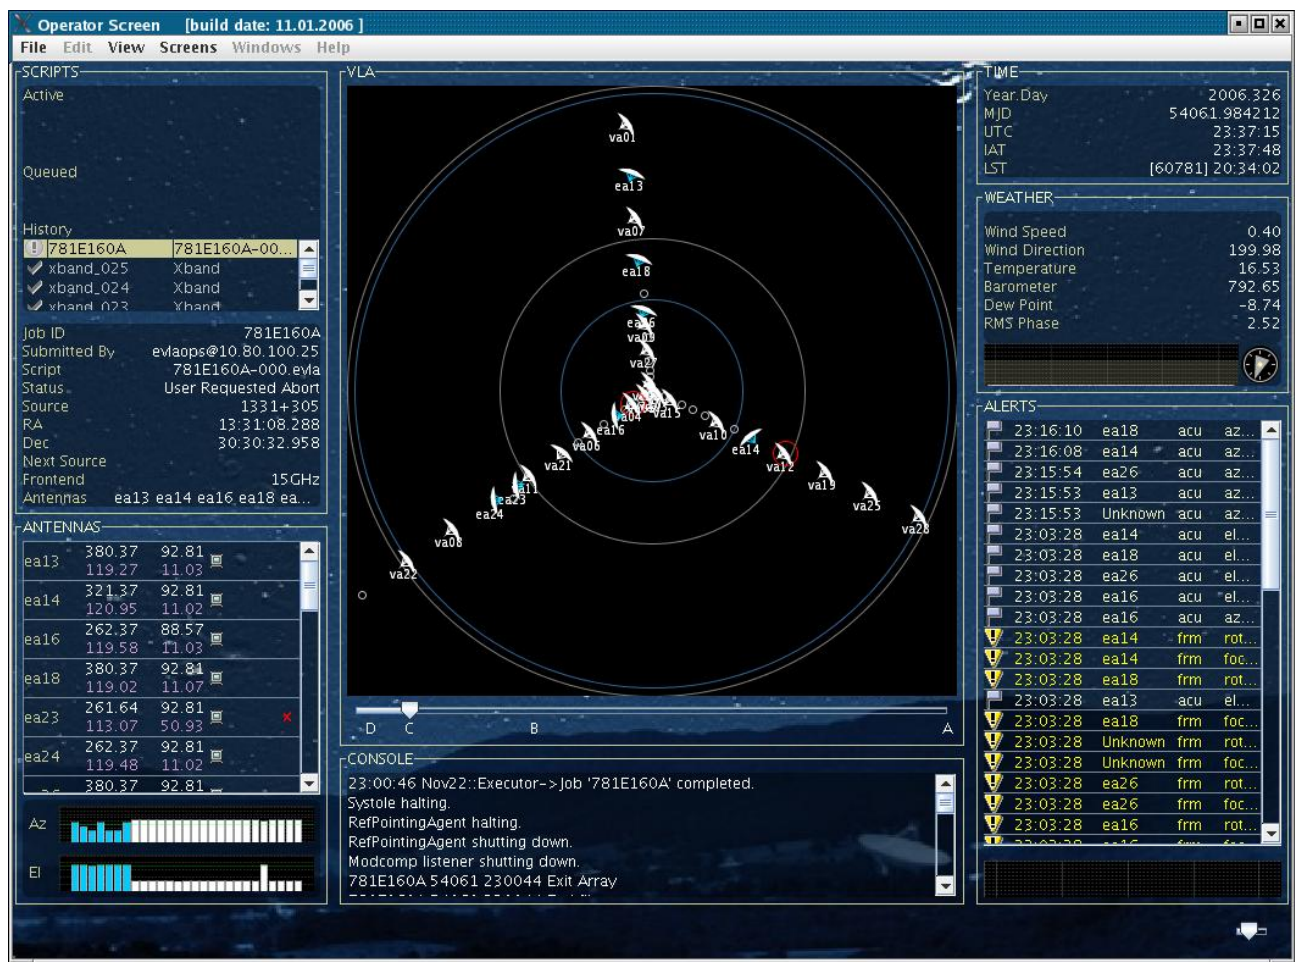 Operator Screen [build date: 11.01.2006 ]
File Edit View Screens Windows Help
SCRIPTS
Active
Queued
History
781E160A 781E160A-00...
xband_025 Xband
xband_024 Xband
xband_023 Xband
Job ID 781E160A
Submitted By evlaops@10.80.100.25
Script 781E160A-000.evla
Status User Requested Abort
Source 1331+305
RA 13:31:08.288
Dec 30:30:32.958
Next Source
Frontend 15GHz
Antennas ea13 ea14 ea16 ea18 ea...
ANTENNAS
ea13 380.37 92.81
119.27 11.03
ea14 321.37 92.81
120.95 11.02
ea16 262.37 88.57
119.58 11.03
ea18 380.37 92.81
119.02 11.07
ea23 261.64 92.81
113.07 50.93
ea24 262.37 92.81
119.48 11.02
380.37 92.81
Az
El
VLA
va01
ea13
va07
ea18
ea26
va09
va27
va04
va15
ea16
va10
va06
ea14
va21
va12
va11
va19
ea23
va25
ea24
va28
va08
va22
D C B A
CONSOLE
23:00:46 Nov22::Executor->Job '781E160A' completed.
Systole halting.
RefPointingAgent halting.
RefPointingAgent shutting down.
Modcomp listener shutting down.
781E160A 54061 230044 Exit Array
TIME
Year.Day 2006.326
MJD 54061.984212
UTC 23:37:15
IAT 23:37:48
LST [60781] 20:34:02
WEATHER
Wind Speed 0.40
Wind Direction 199.98
Temperature 16.53
Barometer 792.65
Dew Point -8.74
RMS Phase 2.52
ALERTS
23:16:10 ea18 acu az...
23:16:08 ea14 acu az...
23:15:54 ea26 acu az...
23:15:53 ea13 acu az...
23:15:53 Unknown acu az...
23:03:28 ea14 acu el...
23:03:28 ea18 acu el...
23:03:28 ea26 acu el...
23:03:28 ea16 acu el...
23:03:28 ea16 acu az...
23:03:28 ea14 frm rot...
23:03:28 ea14 frm foc...
23:03:28 ea18 frm rot...
23:03:28 ea13 acu el...
23:03:28 ea18 frm foc...
23:03:28 Unknown frm rot...
23:03:28 Unknown frm foc...
23:03:28 ea26 frm rot...
23:03:28 ea26 frm foc...
23:03:28 ea16 frm rot...